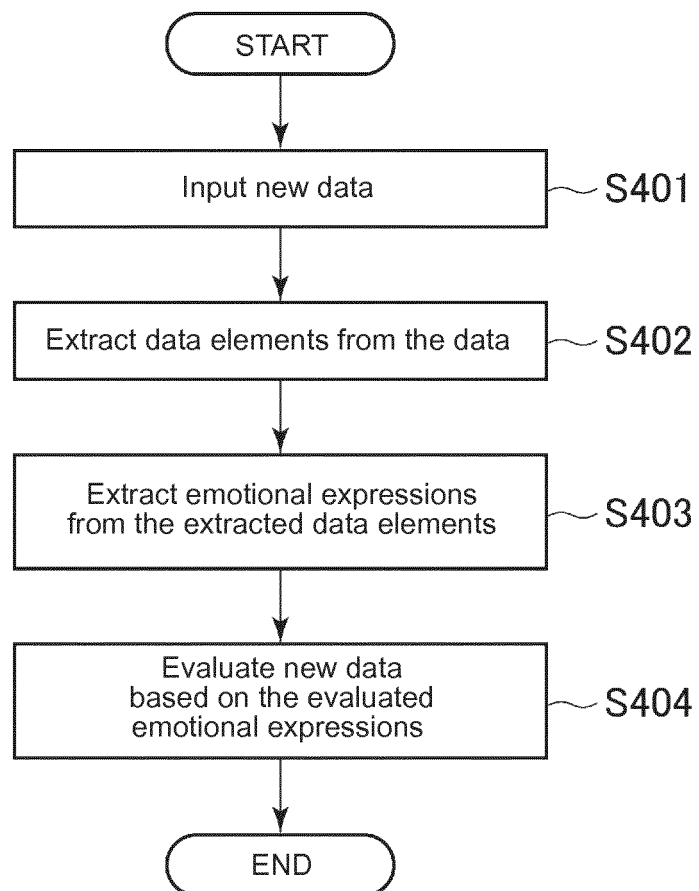 START
Input new data
S401
Extract data elements from the data
S402
Extract emotional expressions
from the extracted data elements
S403
Evaluate new data
based on the evaluated
emotional expressions
S404
END